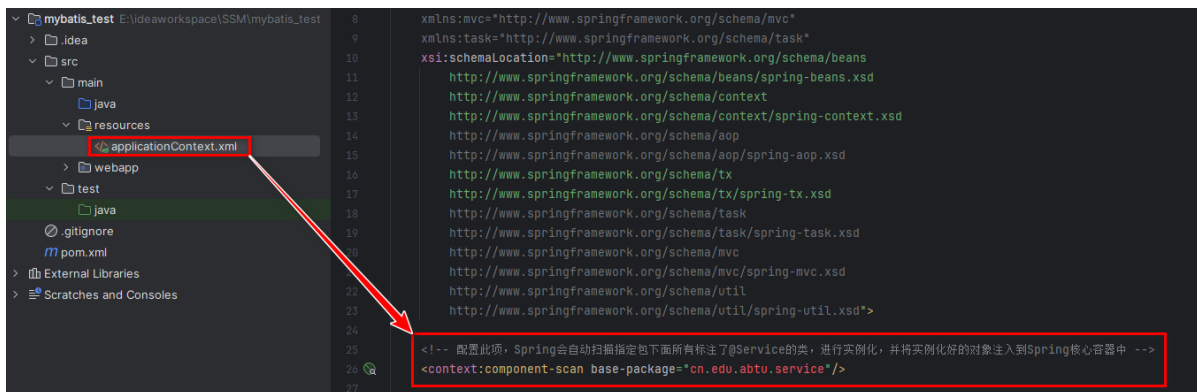 mybatis_test E:\ideaworkspace\SSM\mybatis_test
.idea
src
main
java
resources
applicationContext.xml
webapp
test
java
.gitignore
pom.xml
External Libraries
Scratches and Consoles
8 xmlns:mvc="http://www.springframework.org/schema/mvc"
9 xmlns:task="http://www.springframework.org/schema/task"
10 xsi:schemaLocation="http://www.springframework.org/schema/beans
11 http://www.springframework.org/schema/beans/spring-beans.xsd
12 http://www.springframework.org/schema/context
13 http://www.springframework.org/schema/context/spring-context.xsd
14 http://www.springframework.org/schema/aop
15 http://www.springframework.org/schema/aop/spring-aop.xsd
16 http://www.springframework.org/schema/tx
17 http://www.springframework.org/schema/tx/spring-tx.xsd
18 http://www.springframework.org/schema/task
19 http://www.springframework.org/schema/task/spring-task.xsd
20 http://www.springframework.org/schema/mvc
http://www.springframework.org/schema/mvc/spring-mvc.xsd
22 http://www.springframework.org/schema/util
23 http://www.springframework.org/schema/util/spring-util.xsd">
24
25 <!-- 配置此项，Spring会自动扫描指定包下面所有标注了@Service的类，进行实例化，并将实例化好的对象注入到Spring核心容器中 -->
26 <context:component-scan base-package="cn.edu.abtu.service"/>
27